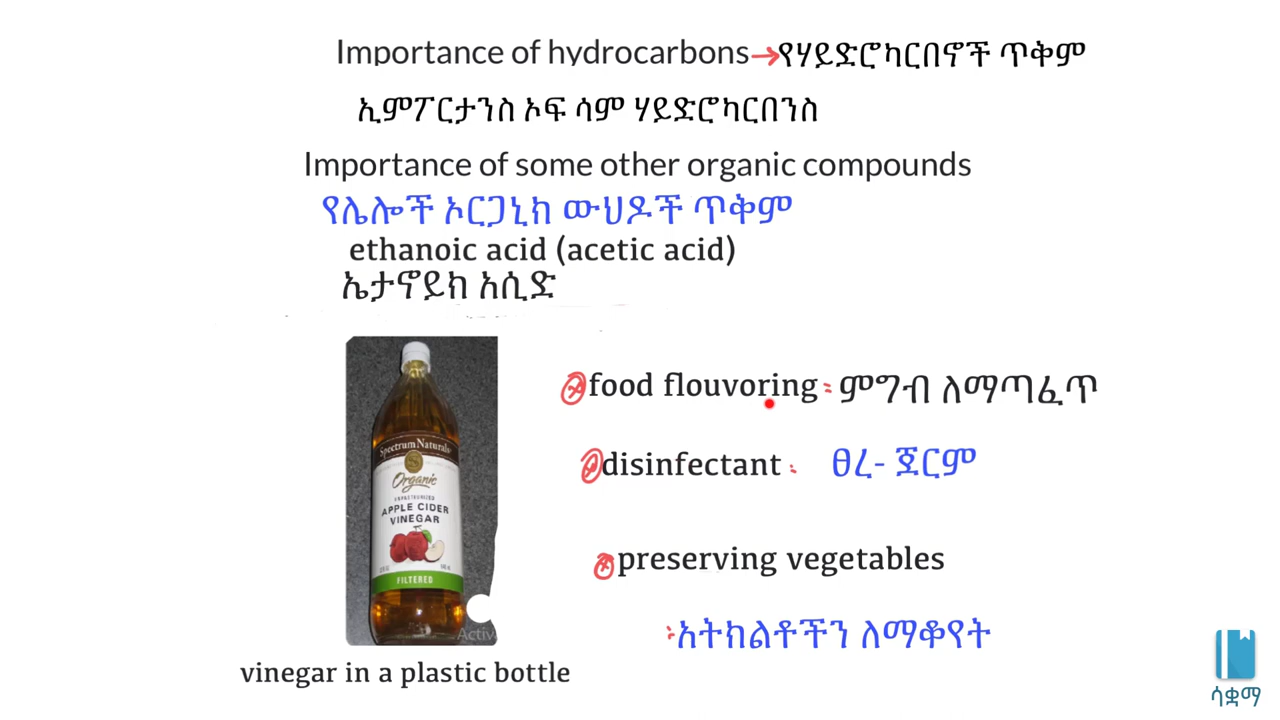 Importance of hydrocarbons→የሃይድሮካርበኖች ጥቅም
ኢምፖርታንስ ኦፍ ሳም ሃይድሮካርበንስ
Importance of some other organic compounds
የሌሎች ኦርጋኒክ ውህዶች ጥቅም
ethanoic acid (acetic acid)
ኤታኖይክ አሲድ
food flouvoring : ምግብ ለማጣፈጥ
disinfectant : ፀረ- ጀርም
preserving vegetables
:አትክልቶችን ለማቆየት
Spectrum Naturals
Organic
UNPASTEURIZED
APPLE CIDER
VINEGAR
FILTERED
Activ
vinegar in a plastic bottle
ሳቋማ